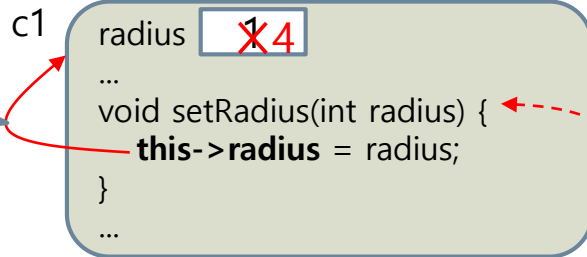 c1
radius 1 X 4
...
void setRadius(int radius) {
this->radius = radius;
}
...